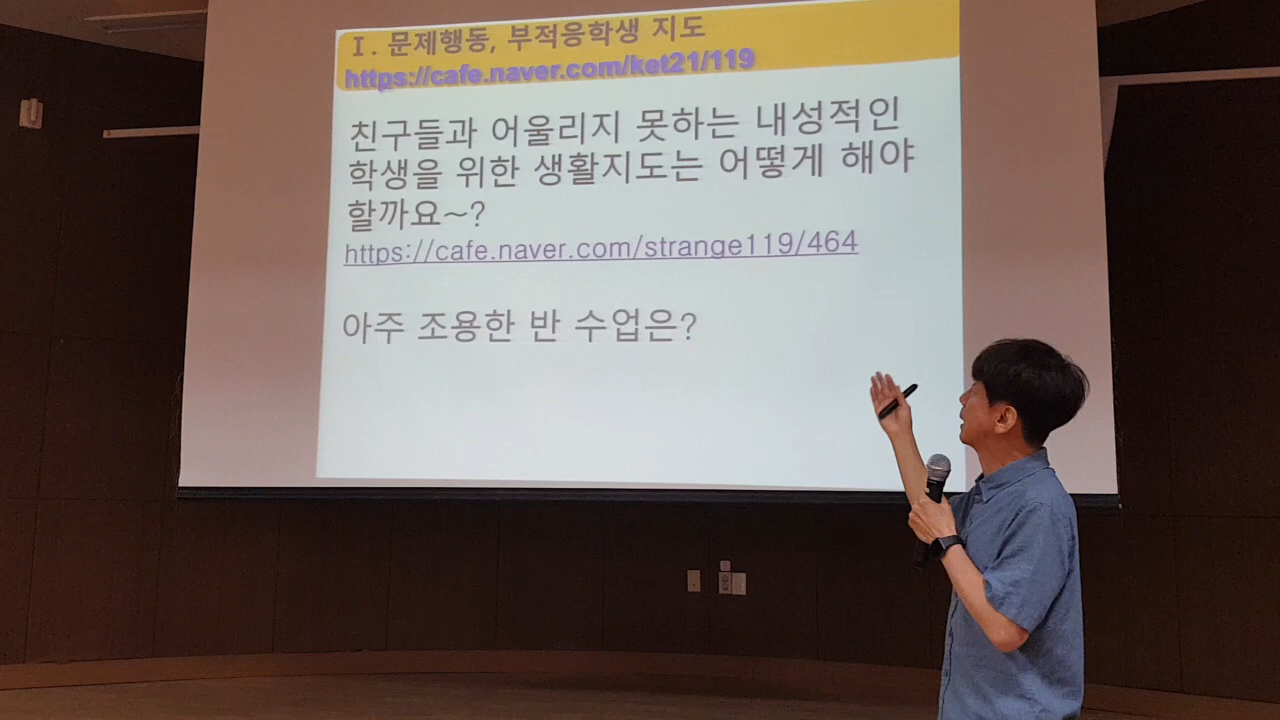 Ⅰ. 문제행동, 부적응학생 지도
https://cafe.naver.com/ket21/119
친구들과 어울리지 못하는 내성적인
학생을 위한 생활지도는 어떻게 해야
할까요~?
https://cafe.naver.com/strange119/464
아주 조용한 반 수업은?